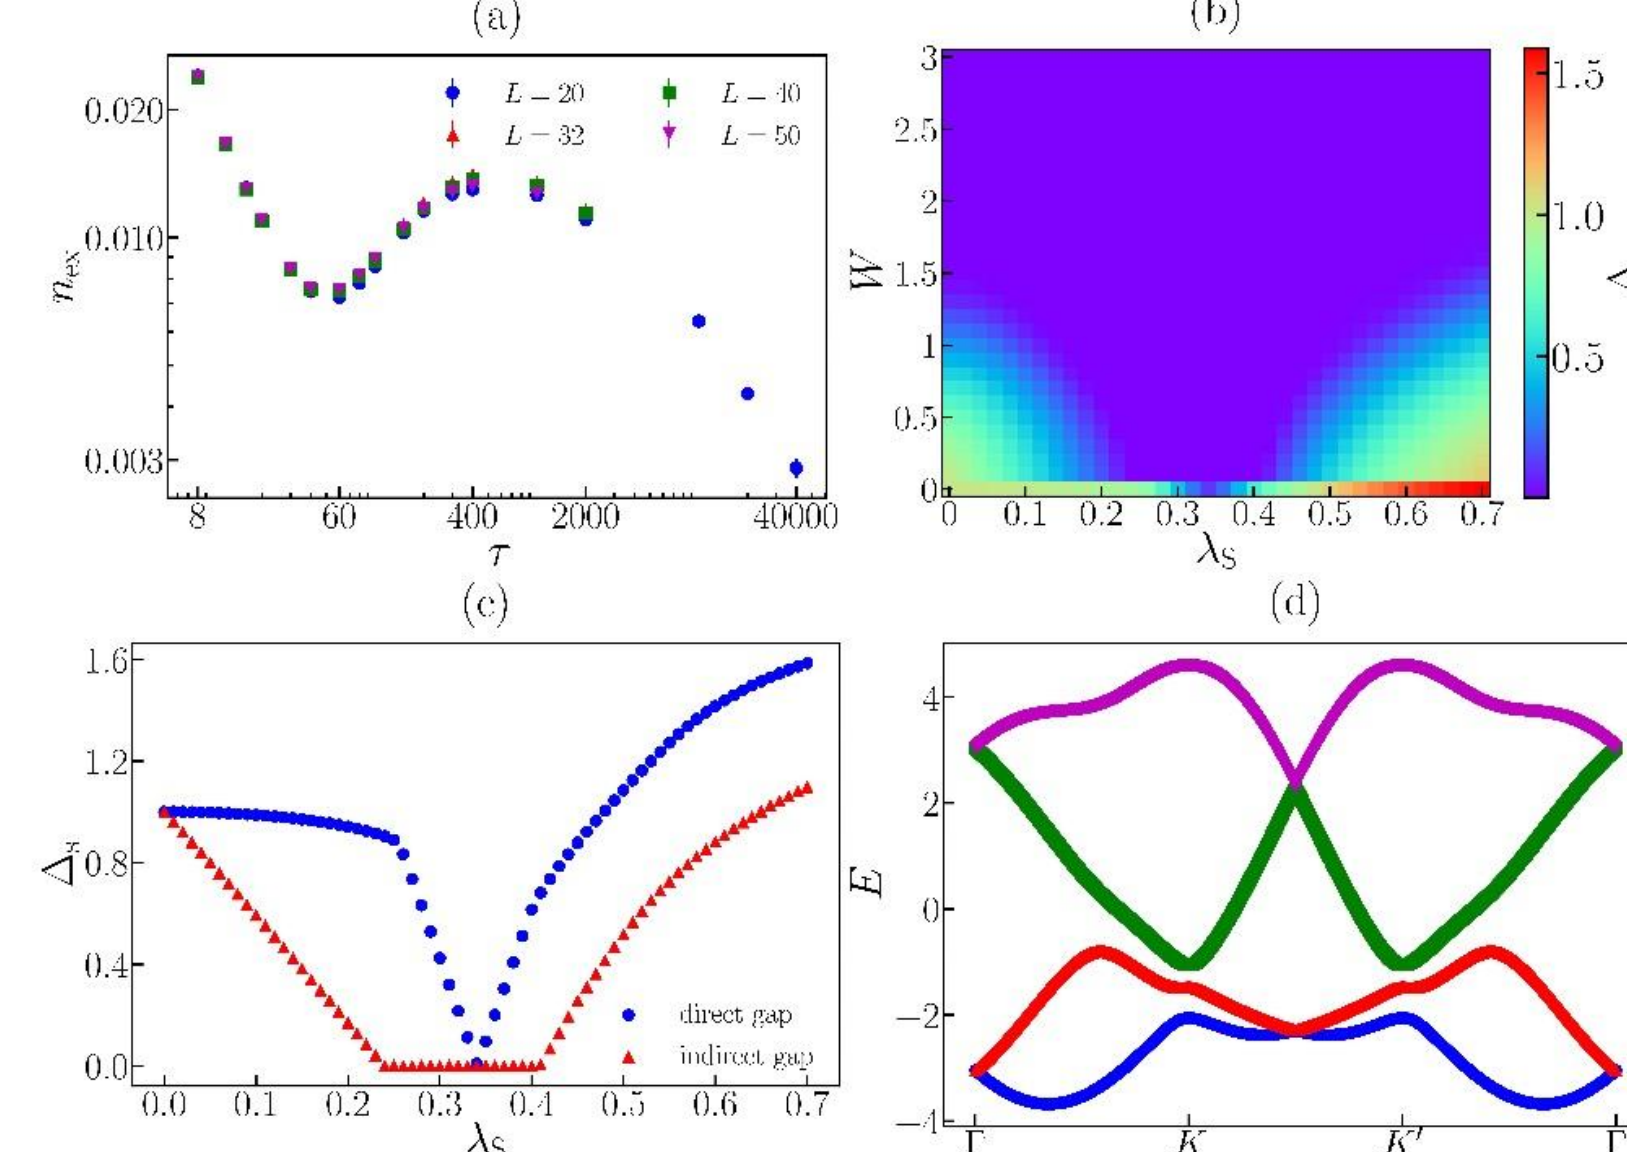 (a)
0.020
0.010
0.003
n_ex
L = 20
L = 32
L = 40
L = 50
8 60 400 2000 40000
τ
(b)
3
2.5
2
1.5
1
0.5
0
W
0 0.1 0.2 0.3 0.4 0.5 0.6 0.7
λ_S
1.5
1.0
0.5
(c)
1.6
1.2
0.8
0.4
0.0
direct gap
indirect gap
0.0 0.1 0.2 0.3 0.4 0.5 0.6 0.7
λ_S
(d)
4
2
0
−2
−4
E
Γ K K′ Γ